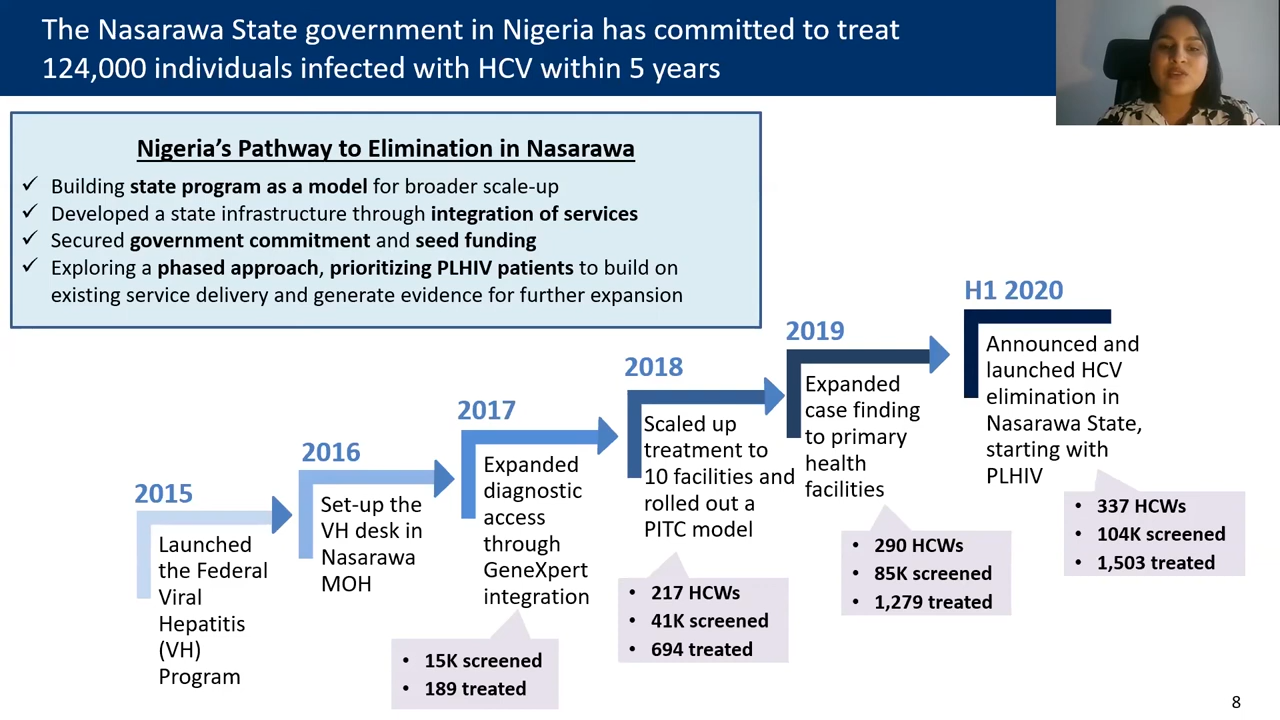 The Nasarawa State government in Nigeria has committed to treat
124,000 individuals infected with HCV within 5 years
Nigeria's Pathway to Elimination in Nasarawa
✓ Building state program as a model for broader scale-up
✓ Developed a state infrastructure through integration of services
✓ Secured government commitment and seed funding
✓ Exploring a phased approach, prioritizing PLHIV patients to build on
existing service delivery and generate evidence for further expansion
2015
Launched
the Federal
Viral
Hepatitis
(VH)
Program
2016
Set-up the
VH desk in
Nasarawa
MOH
2017
Expanded
diagnostic
access
through
GeneXpert
integration
• 15K screened
• 189 treated
2018
Scaled up
treatment to
10 facilities and
rolled out a
PITC model
• 217 HCWs
• 41K screened
• 694 treated
2019
Expanded
case finding
to primary
health
facilities
• 290 HCWs
• 85K screened
• 1,279 treated
H1 2020
Announced and
launched HCV
elimination in
Nasarawa State,
starting with
PLHIV
• 337 HCWs
• 104K screened
• 1,503 treated
8